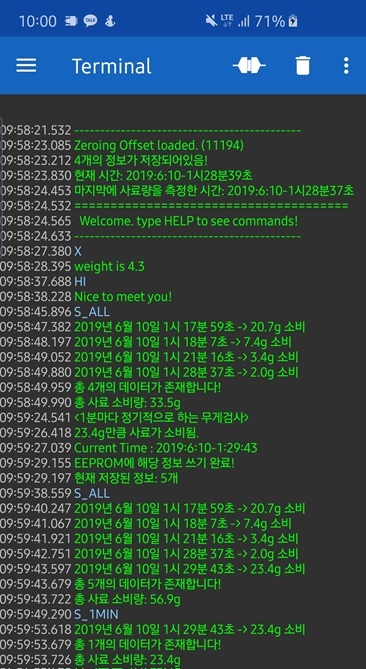 10:00 TALK LTE 71%
Terminal
09:58:21.532 -------------------------------------------
09:58:23.085 Zeroing Offset loaded. (11194)
09:58:23.212 4개의 정보가 저장되어있음!
09:58:23.830 현재 시간: 2019:6:10-1시28분39초
09:58:24.453 마지막에 사료량을 측정한 시간: 2019:6:10-1시28분37초
09:58:24.532 =====================================
09:58:24.565 Welcome. type HELP to see commands!
09:58:24.633 -------------------------------------------
09:58:27.380 X
09:58:28.395 weight is 4.3
09:58:37.688 HI
09:58:38.228 Nice to meet you!
09:58:45.896 S_ALL
09:58:47.382 2019년 6월 10일 1시 17분 59초 -> 20.7g 소비
09:58:48.197 2019년 6월 10일 1시 18분 7초 -> 7.4g 소비
09:58:49.052 2019년 6월 10일 1시 21분 16초 -> 3.4g 소비
09:58:49.880 2019년 6월 10일 1시 28분 37초 -> 2.0g 소비
09:58:49.959 총 4개의 데이터가 존재합니다!
09:58:49.990 총 사료 소비량: 33.5g
09:59:24.541 <1분마다 정기적으로 하는 무게검사>
09:59:26.418 23.4g만큼 사료가 소비됨.
09:59:27.039 Current Time : 2019:6:10-1:29:43
09:59:29.155 EEPROM에 해당 정보 쓰기 완료!
09:59:29.197 현재 저장된 정보: 5개
09:59:38.559 S_ALL
09:59:40.247 2019년 6월 10일 1시 17분 59초 -> 20.7g 소비
09:59:41.067 2019년 6월 10일 1시 18분 7초 -> 7.4g 소비
09:59:41.921 2019년 6월 10일 1시 21분 16초 -> 3.4g 소비
09:59:42.751 2019년 6월 10일 1시 28분 37초 -> 2.0g 소비
09:59:43.597 2019년 6월 10일 1시 29분 43초 -> 23.4g 소비
09:59:43.679 총 5개의 데이터가 존재합니다!
09:59:43.722 총 사료 소비량: 56.9g
09:59:49.290 S_1MIN
09:59:53.618 2019년 6월 10일 1시 29분 43초 -> 23.4g 소비
09:59:53.679 총 1개의 데이터가 존재합니다!
09:59:53.726 총 사료 소비량: 23.4g